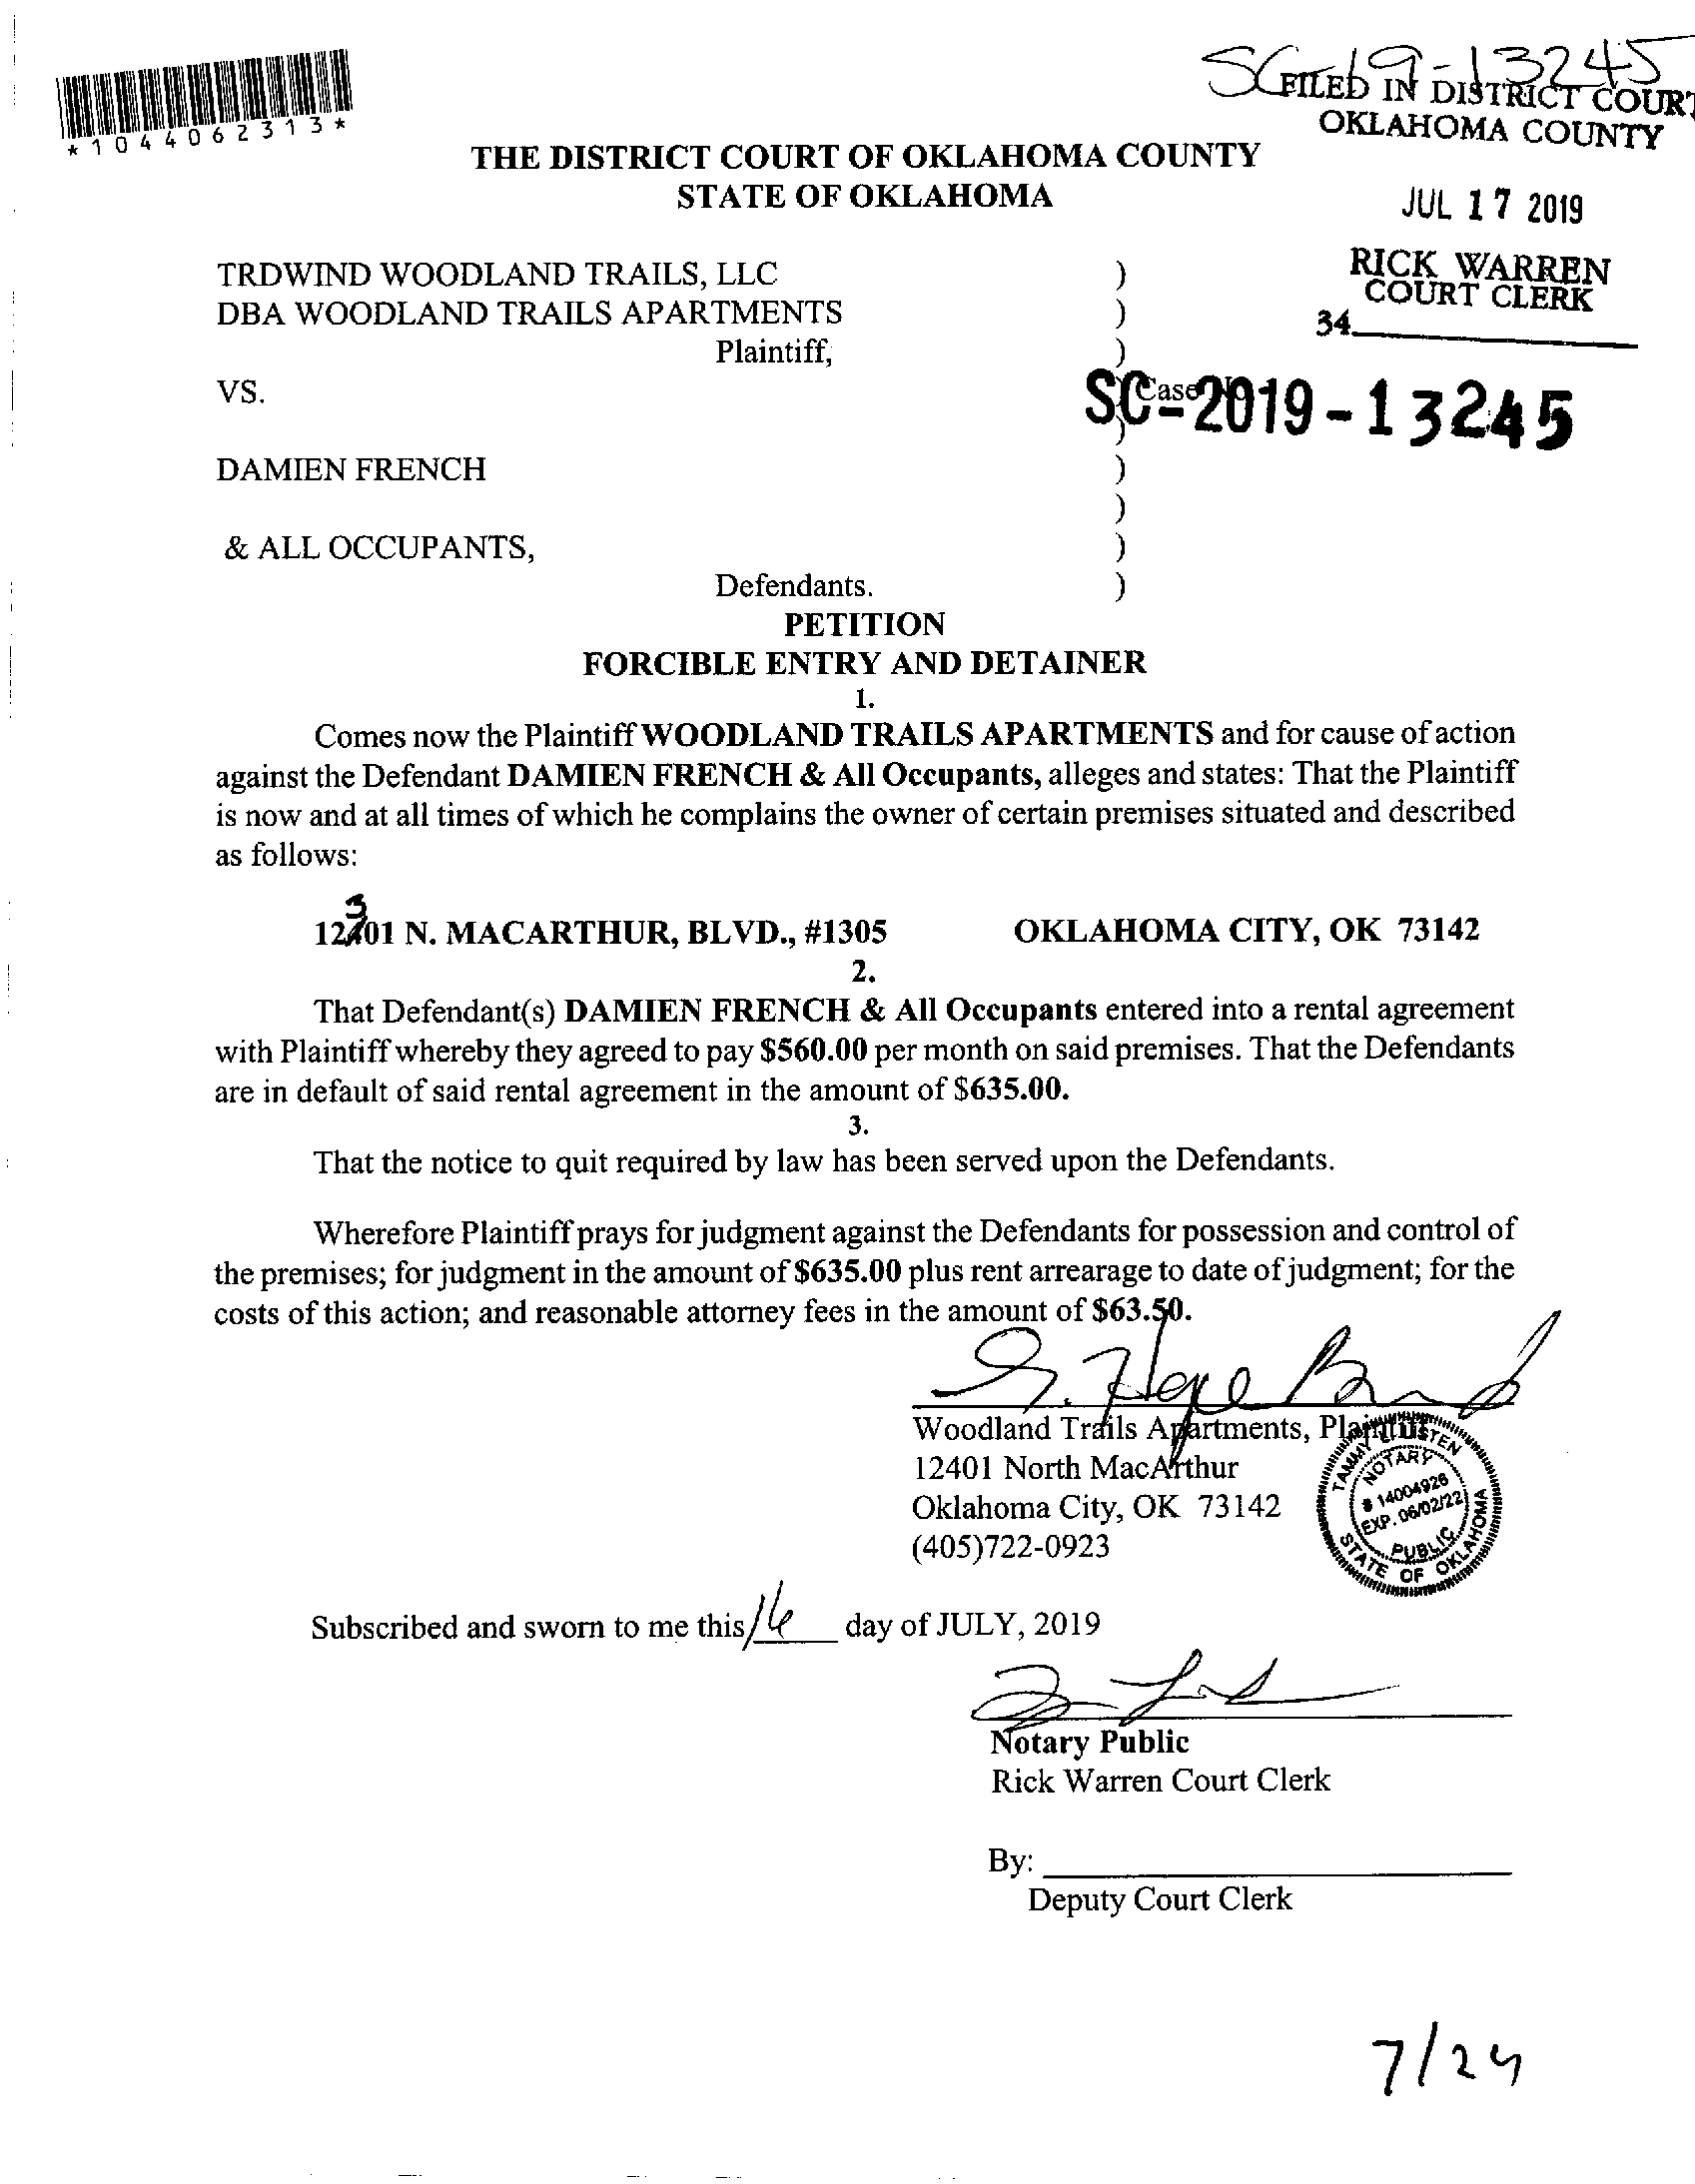 SC-19-13245
FILED IN DISTRICT COURT
OKLAHOMA COUNTY
*1044062313*
THE DISTRICT COURT OF OKLAHOMA COUNTY
STATE OF OKLAHOMA
JUL 17 2019
RICK WARREN
COURT CLERK
34
TRDWIND WOODLAND TRAILS, LLC )
DBA WOODLAND TRAILS APARTMENTS )
Plaintiff, )
VS. Case
SC-2019-13245
DAMIEN FRENCH )
)
& ALL OCCUPANTS, )
Defendants. )
PETITION
FORCIBLE ENTRY AND DETAINER
1.
Comes now the Plaintiff WOODLAND TRAILS APARTMENTS and for cause of action
against the Defendant DAMIEN FRENCH & All Occupants, alleges and states: That the Plaintiff
is now and at all times of which he complains the owner of certain premises situated and described
as follows:
3
12401 N. MACARTHUR, BLVD., #1305 OKLAHOMA CITY, OK 73142
2.
That Defendant(s) DAMIEN FRENCH & All Occupants entered into a rental agreement
with Plaintiff whereby they agreed to pay $560.00 per month on said premises. That the Defendants
are in default of said rental agreement in the amount of $635.00.
3.
That the notice to quit required by law has been served upon the Defendants.
Wherefore Plaintiff prays for judgment against the Defendants for possession and control of
the premises; for judgment in the amount of $635.00 plus rent arrearage to date of judgment; for the
costs of this action; and reasonable attorney fees in the amount of $63.50.
Woodland Trails Apartments, Plaintiff
12401 North MacArthur
Oklahoma City, OK 73142
(405)722-0923
TAMMY
NOTARY
# 14004926
EXP. 06/02/22
PUBLIC
STATE OF OKLAHOMA
Subscribed and sworn to me this 16 day of JULY, 2019
Notary Public
Rick Warren Court Clerk
By:
Deputy Court Clerk
7/24